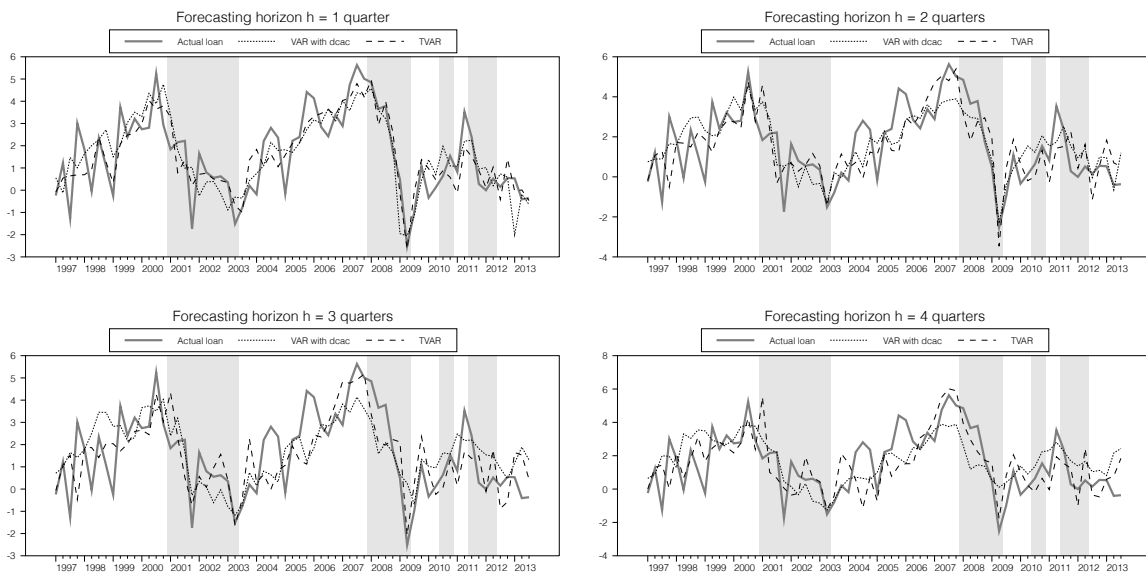 Forecasting horizon h = 1 quarter
Actual loan VAR with dcac TVAR
6
5
4
3
2
1
0
-1
-2
-3
1997 1998 1999 2000 2001 2002 2003 2004 2005 2006 2007 2008 2009 2010 2011 2012 2013
Forecasting horizon h = 2 quarters
Actual loan VAR with dcac TVAR
6
4
2
0
-2
-4
1997 1998 1999 2000 2001 2002 2003 2004 2005 2006 2007 2008 2009 2010 2011 2012 2013
Forecasting horizon h = 3 quarters
Actual loan VAR with dcac TVAR
6
5
4
3
2
1
0
-1
-2
-3
1997 1998 1999 2000 2001 2002 2003 2004 2005 2006 2007 2008 2009 2010 2011 2012 2013
Forecasting horizon h = 4 quarters
Actual loan VAR with dcac TVAR
8
6
4
2
0
-2
-4
1997 1998 1999 2000 2001 2002 2003 2004 2005 2006 2007 2008 2009 2010 2011 2012 2013